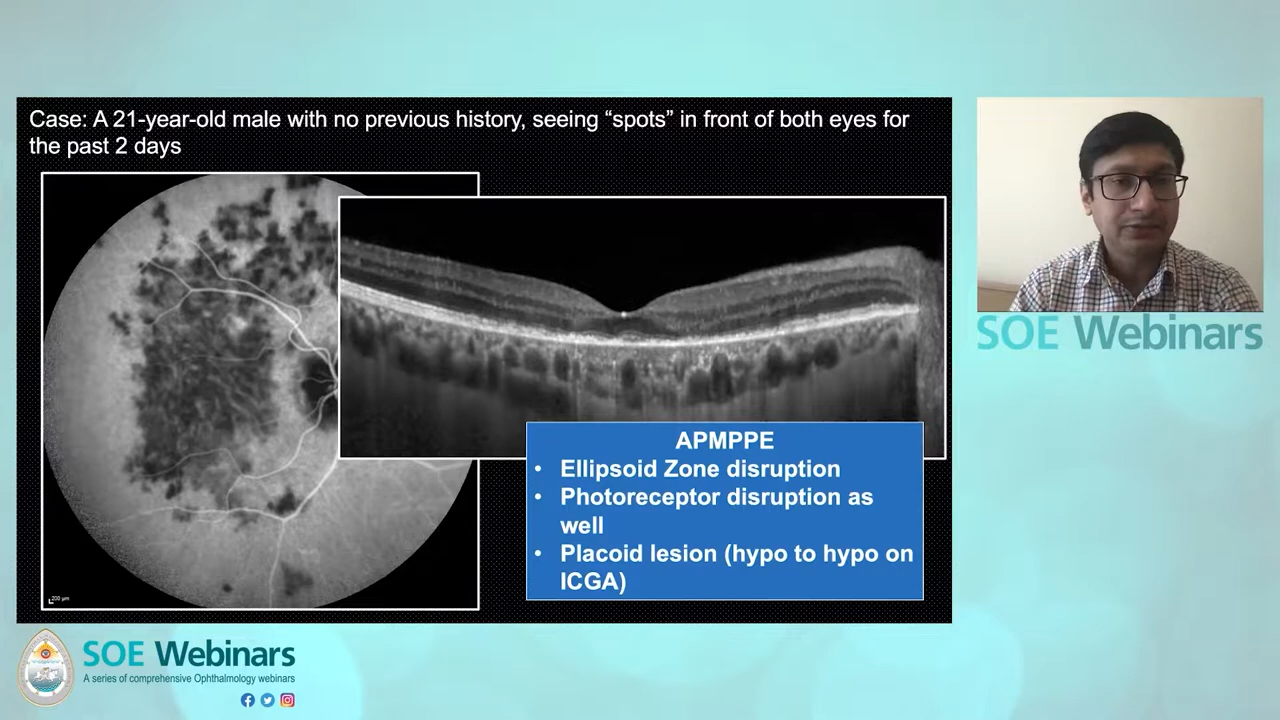 Case: A 21-year-old male with no previous history, seeing “spots” in front of both eyes for
the past 2 days
200 µm
APMPPE
• Ellipsoid Zone disruption
• Photoreceptor disruption as
well
• Placoid lesion (hypo to hypo on
ICGA)
SOE Webinars
SOE Webinars
A series of comprehensive Ophthalmology webinars